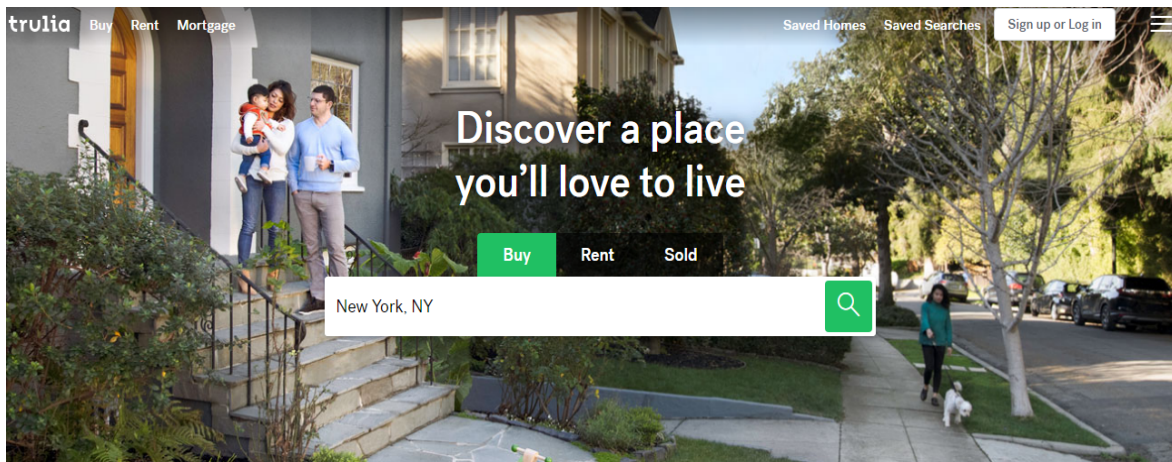 trulia
Buy Rent Mortgage
Saved Homes Saved Searches Sign up or Log in
Discover a place
you'll love to live
Buy Rent Sold
New York, NY